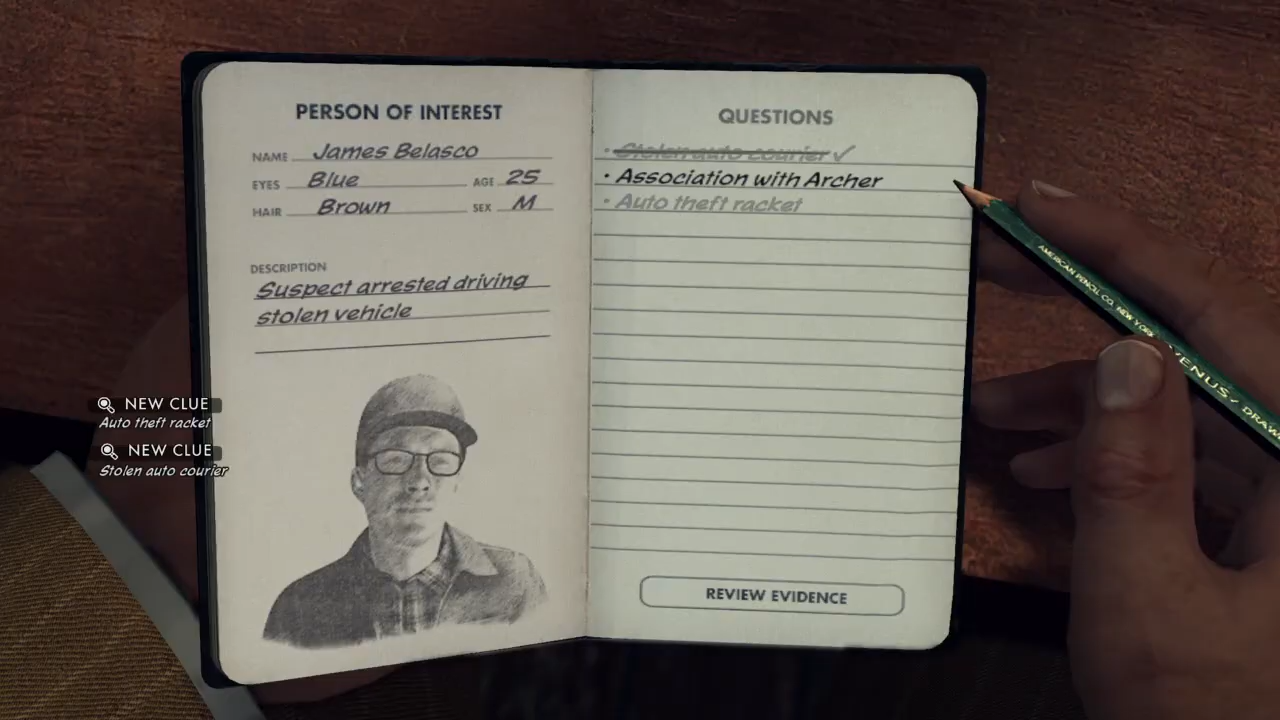 PERSON OF INTEREST
NAME James Belasco
EYES Blue AGE 25
HAIR Brown SEX M
DESCRIPTION
Suspect arrested driving
stolen vehicle
QUESTIONS
• Stolen auto courier ✓
• Association with Archer
• Auto theft racket
REVIEW EVIDENCE
NEW CLUE
Auto theft racket
NEW CLUE
Stolen auto courier
AMERICAN PENCIL CO. NEW YORK VENUS / DRAW